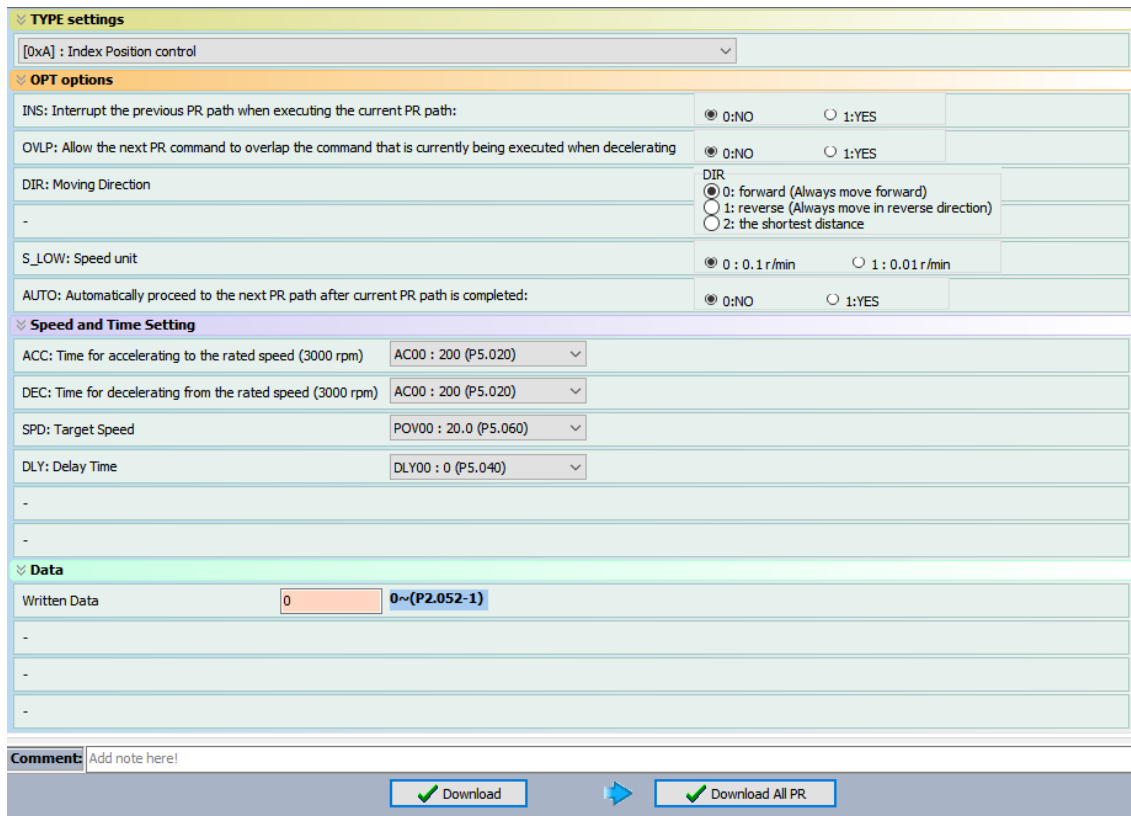 TYPE settings
[0xA] : Index Position control
OPT options
INS: Interrupt the previous PR path when executing the current PR path:
0:NO 1:YES
OVLP: Allow the next PR command to overlap the command that is currently being executed when decelerating
0:NO 1:YES
DIR: Moving Direction
DIR
0: forward (Always move forward)
1: reverse (Always move in reverse direction)
2: the shortest distance
-
S_LOW: Speed unit
0 : 0.1 r/min 1 : 0.01 r/min
AUTO: Automatically proceed to the next PR path after current PR path is completed:
0:NO 1:YES
Speed and Time Setting
ACC: Time for accelerating to the rated speed (3000 rpm) AC00 : 200 (P5.020)
DEC: Time for decelerating from the rated speed (3000 rpm) AC00 : 200 (P5.020)
SPD: Target Speed POV00 : 20.0 (P5.060)
DLY: Delay Time DLY00 : 0 (P5.040)
-
-
Data
Written Data 0 0~(P2.052-1)
-
-
-
Comment: Add note here!
Download Download All PR